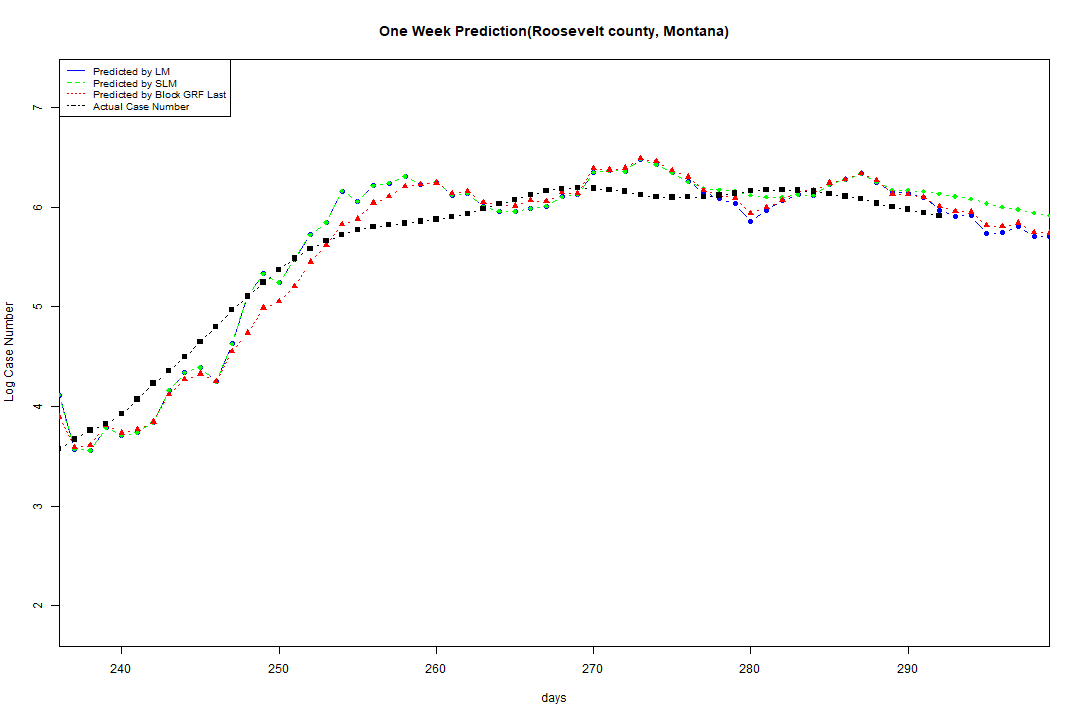 One Week Prediction(Roosevelt county, Montana)
Predicted by LM
Predicted by SLM
Predicted by Block GRF Last
Actual Case Number
7
6
5
4
3
2
Log Case Number
240 250 260 270 280 290
days